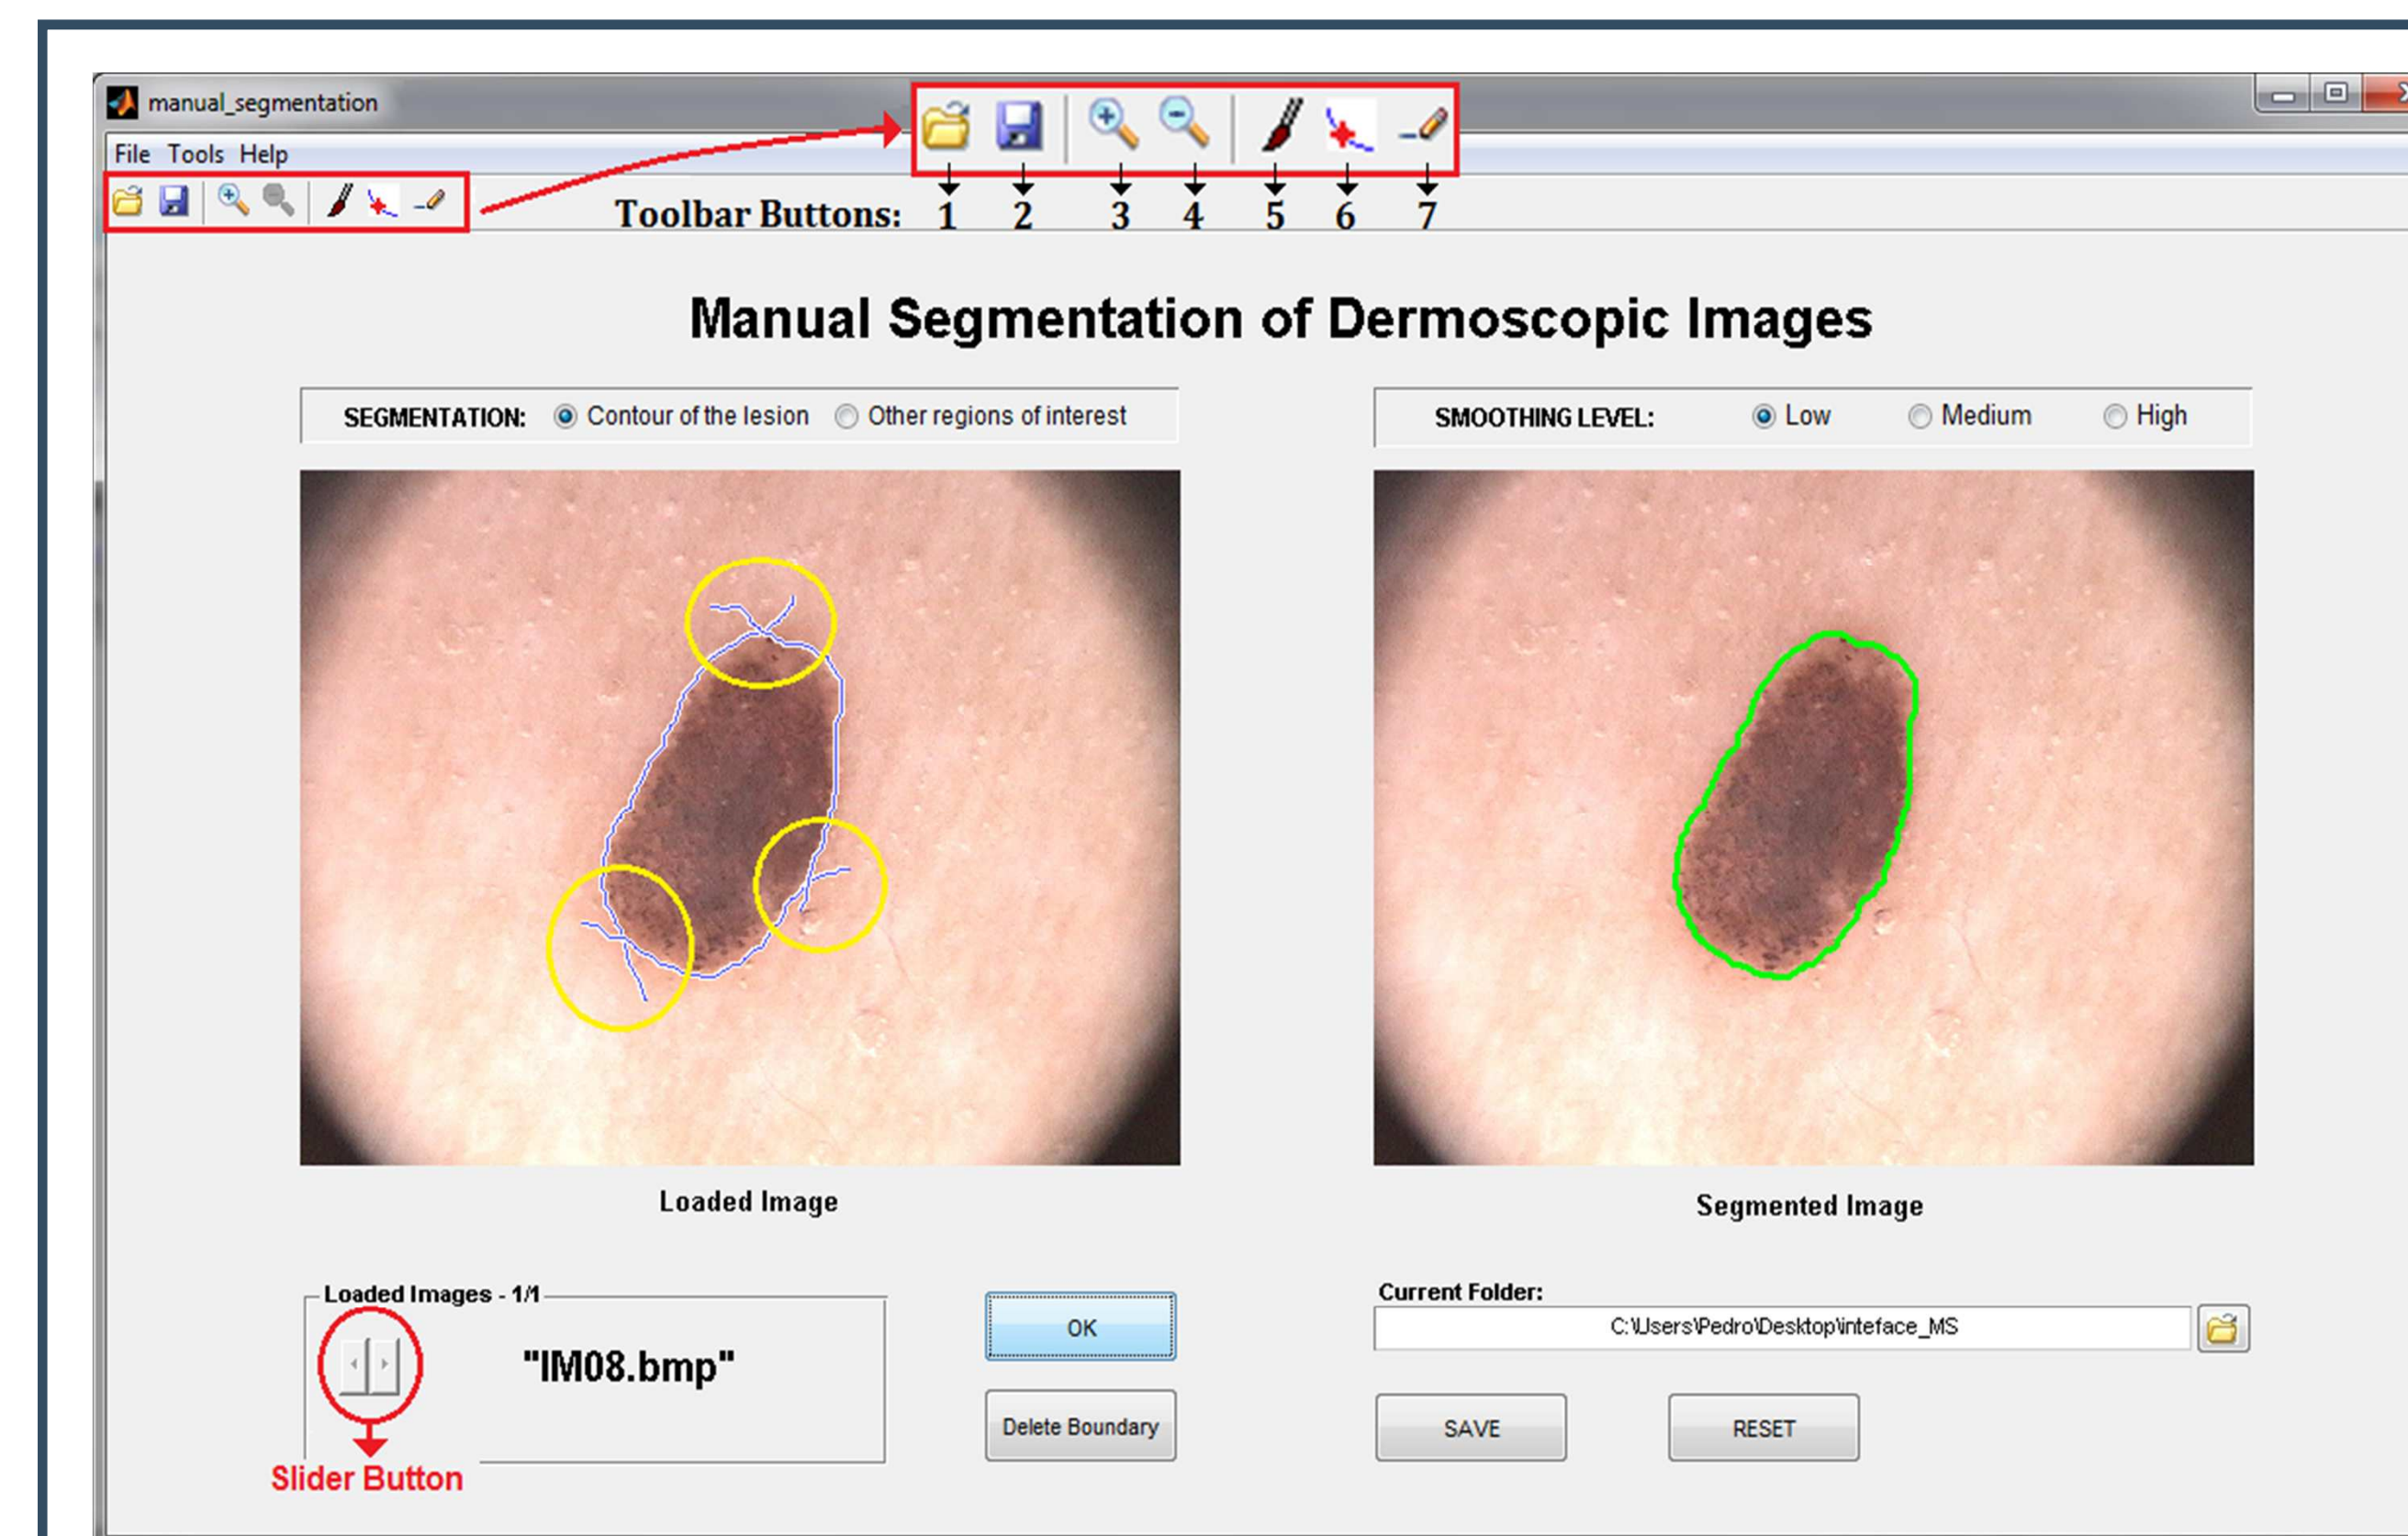 manual_segmentation
File Tools Help
Toolbar Buttons: 1 2 3 4 5 6 7
Manual Segmentation of Dermoscopic Images
SEGMENTATION: Contour of the lesion Other regions of interest
SMOOTHING LEVEL: Low Medium High
Loaded Image
Segmented Image
Loaded Images - 1/1
"IM08.bmp"
Slider Button
OK
Delete Boundary
Current Folder:
C:\Users\Pedro\Desktop\inteface_MS
SAVE RESET